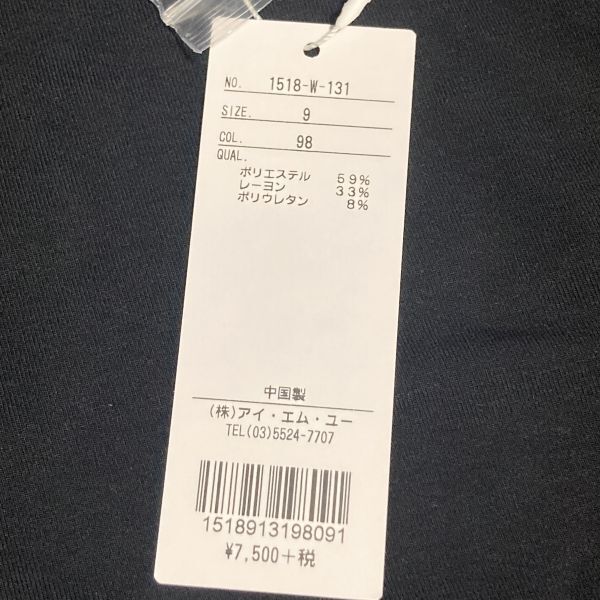 NO. 1518-W-131
SIZE. 9
COL. 98
QUAL.
ポリエステル 59%
レーヨン 33%
ポリウレタン 8%
中国製
(株)アイ・エム・ユー
TEL(03)5524-7707
1518913198091
¥7,500+税